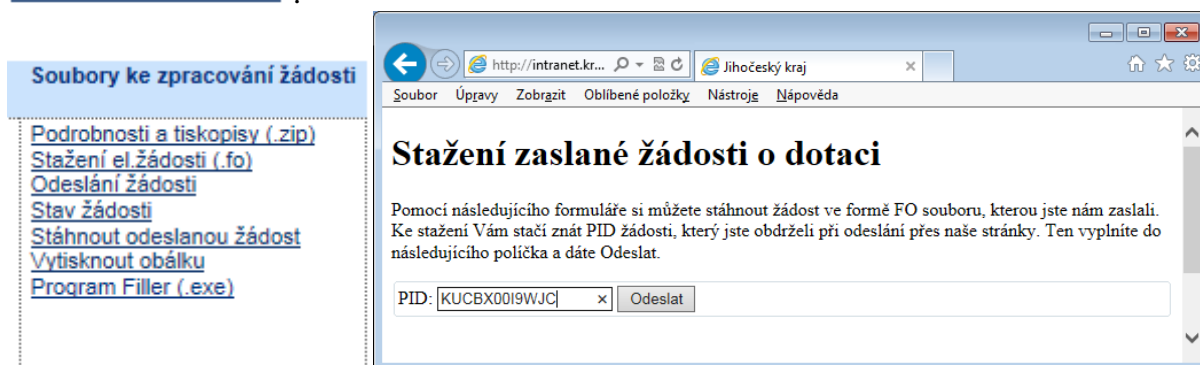 Soubory ke zpracování žádosti
Podrobnosti a tiskopisy (.zip)
Stažení el.žádosti (.fo)
Odeslání žádosti
Stav žádosti
Stáhnout odeslanou žádost
Vytisknout obálku
Program Filler (.exe)
http://intranet.kr...
Jihočeský kraj
Soubor Úpravy Zobrazit Oblíbené položky Nástroje Nápověda
Stažení zaslané žádosti o dotaci
Pomocí následujícího formuláře si můžete stáhnout žádost ve formě FO souboru, kterou jste nám zaslali.
Ke stažení Vám stačí znát PID žádosti, který jste obdrželi při odeslání přes naše stránky. Ten vyplníte do
následujícího políčka a dáte Odeslat.
PID: KUCBX00I9WJC × Odeslat